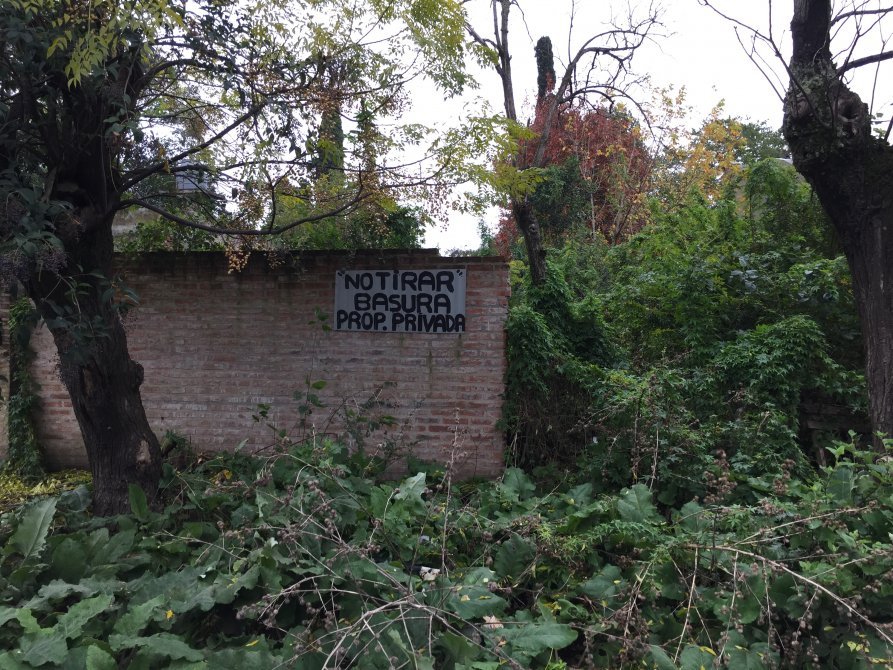 "NO TIRAR"
BASURA
PROP. PRIVADA